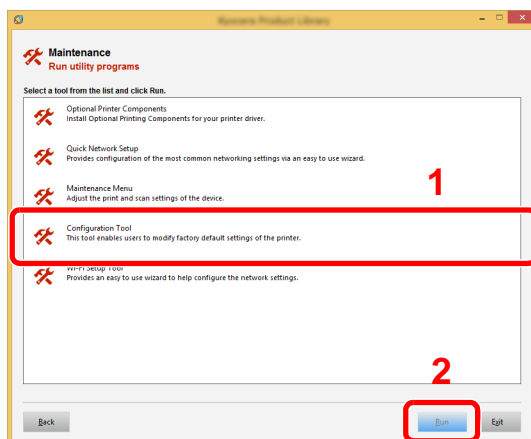 Kyocera Product Library
Maintenance
Run utility programs
Select a tool from the list and click Run.
Optional Printer Components
Install Optional Printing Components for your printer driver.
Quick Network Setup
Provides configuration of the most common networking settings via an easy to use wizard.
1
Maintenance Menu
Adjust the print and scan settings of the device.
Configuration Tool
This tool enables users to modify factory default settings of the printer.
Wi-Fi Setup Tool
Provides an easy to use wizard to help configure the network settings.
2
Back
Run
Exit